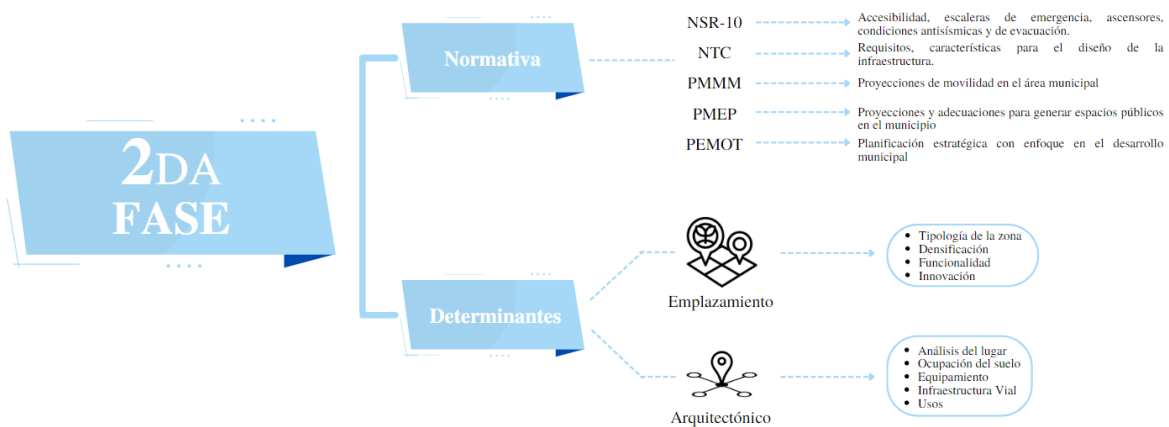 2DA
FASE
Normativa
NSR-10
Accesibilidad, escaleras de emergencia, ascensores,
condiciones antisísmicas y de evacuación.
NTC
Requisitos, características para el diseño de la
infraestructura.
PMMM
Proyecciones de movilidad en el área municipal
PMEP
Proyecciones y adecuaciones para generar espacios públicos
en el municipio
PEMOT
Planificación estratégica con enfoque en el desarrollo
municipal
Determinantes
Emplazamiento
• Tipología de la zona
• Densificación
• Funcionalidad
• Innovación
Arquitectónico
• Análisis del lugar
• Ocupación del suelo
• Equipamiento
• Infraestructura Vial
• Usos